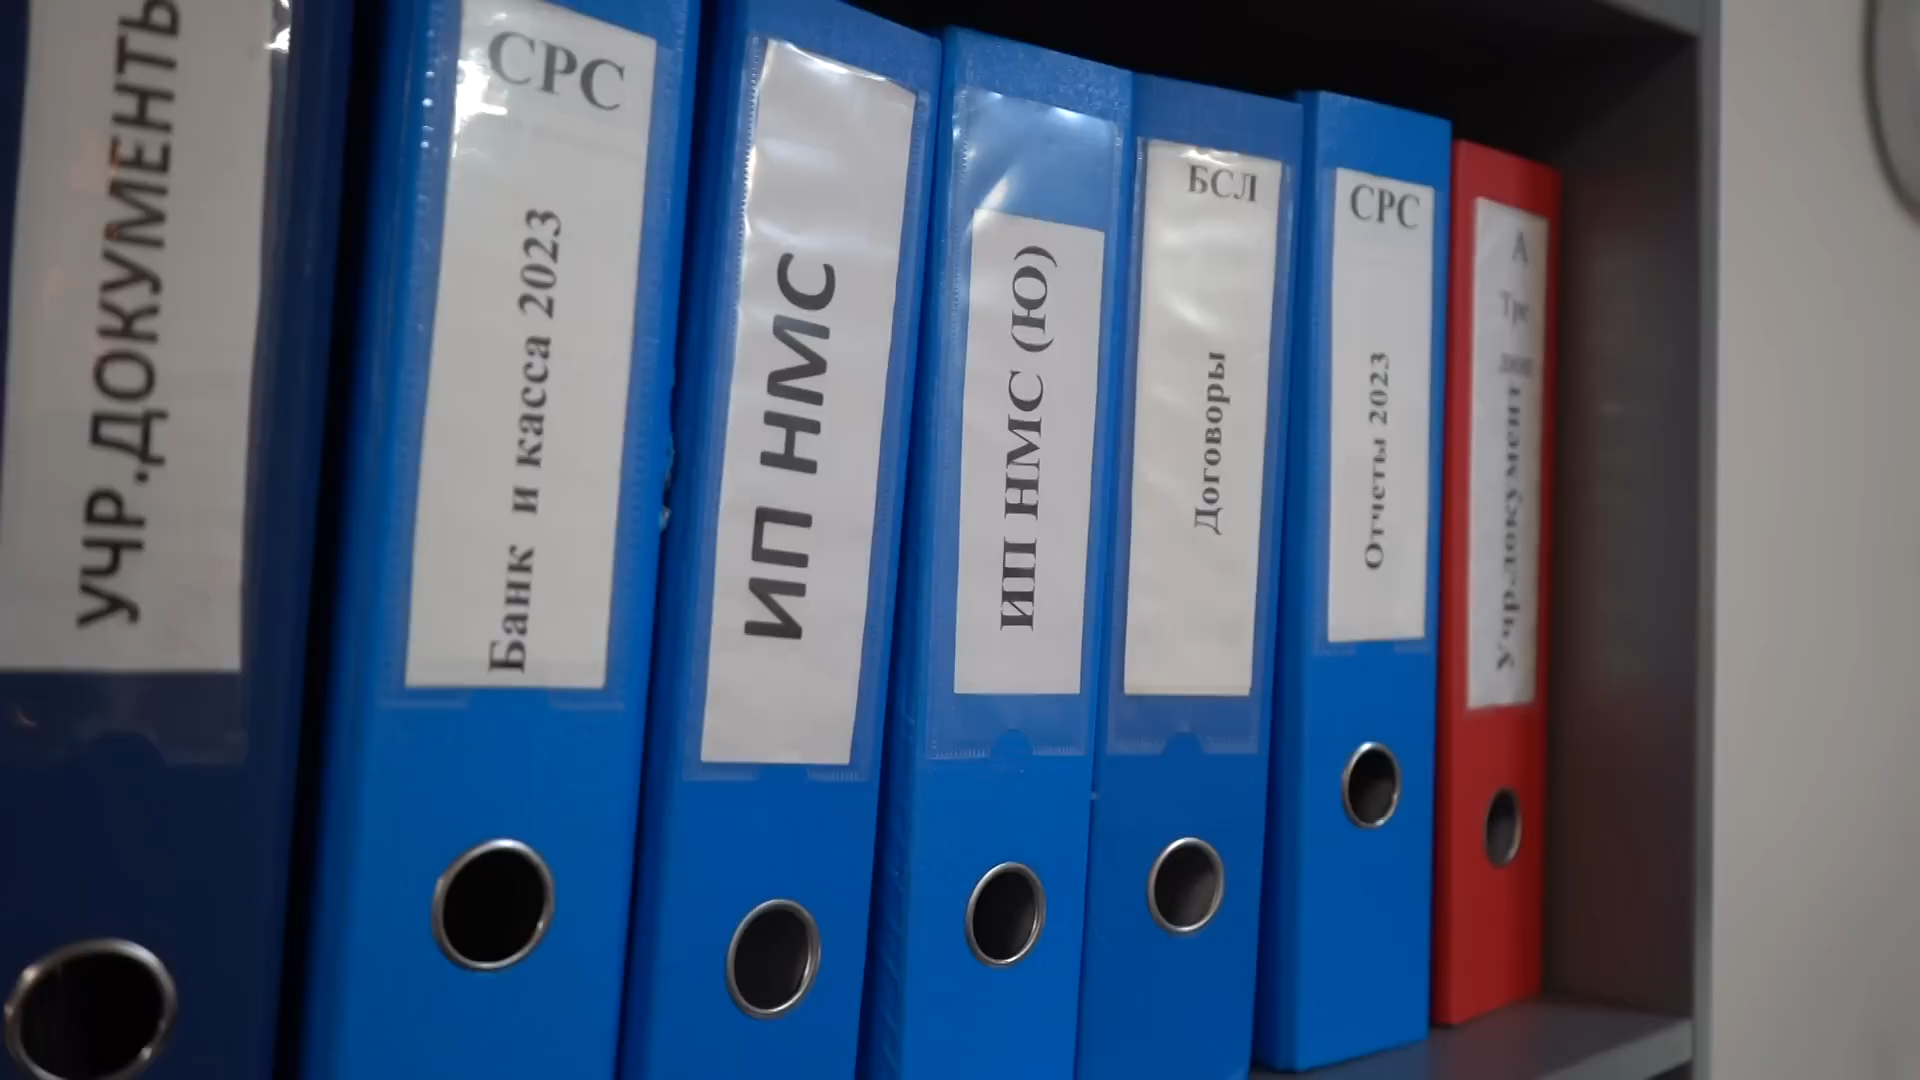 УЧР.ДОКУМЕНТЫ
СРС
Банк и касса 2023
ИП НМС
ИП НМС (Ю)
БСЛ
Договоры
СРС
Отчеты 2023
А
Учр.документ